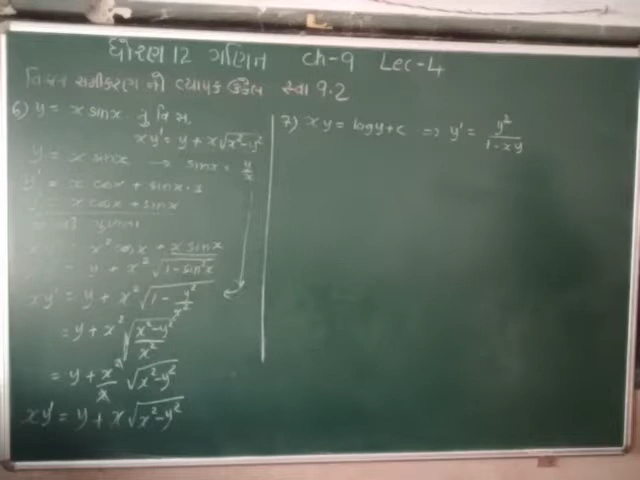 ધોરણ 12 ગણિત ch-9 Lec-4
વિકલ સમીકરણ નો વ્યાપક ઉકેલ સ્વા 9.2
6) y = x sinx નું વિ.સ.
xy' = y + x√(x²-y²)
y = x sinx → sinx = y/x
y' = x cosx + sinx · 1
= x cosx + sinx
= x² cosx + x sinx
= y + x² √(1-sin²x)
xy' = y + x² √(1 - y²/x²)
= y + x² √((x²-y²)/x²)
= y + x²/x √(x²-y²)
xy' = y + x √(x²-y²)
7) xy = logy + c ⇒ y' = y²/(1-xy)